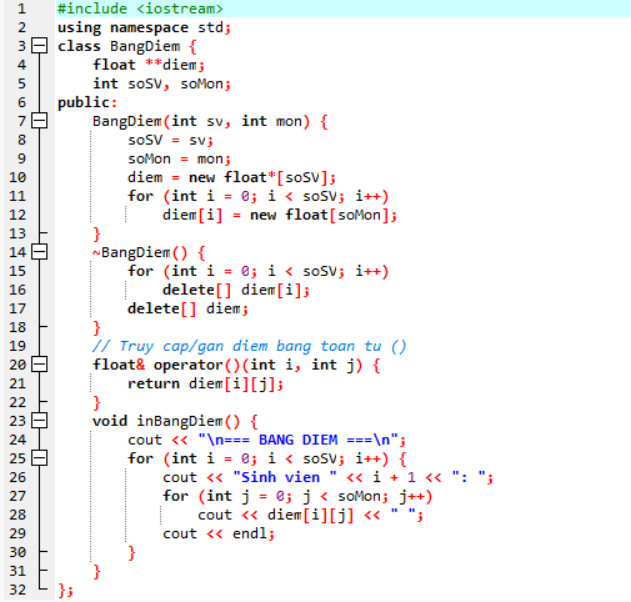 1 #include <iostream>
2 using namespace std;
3 class BangDiem {
4     float **diem;
5     int soSV, soMon;
6 public:
7     BangDiem(int sv, int mon) {
8         soSV = sv;
9         soMon = mon;
10         diem = new float*[soSV];
11         for (int i = 0; i < soSV; i++)
12             diem[i] = new float[soMon];
13     }
14     ~BangDiem() {
15         for (int i = 0; i < soSV; i++)
16             delete[] diem[i];
17         delete[] diem;
18     }
19     // Truy cap/gan diem bang toan tu ()
20     float& operator()(int i, int j) {
21         return diem[i][j];
22     }
23     void inBangDiem() {
24         cout << "\n=== BANG DIEM ===\n";
25         for (int i = 0; i < soSV; i++) {
26             cout << "Sinh vien " << i + 1 << ": ";
27             for (int j = 0; j < soMon; j++)
28                 cout << diem[i][j] << " ";
29             cout << endl;
30         }
31     }
32 };